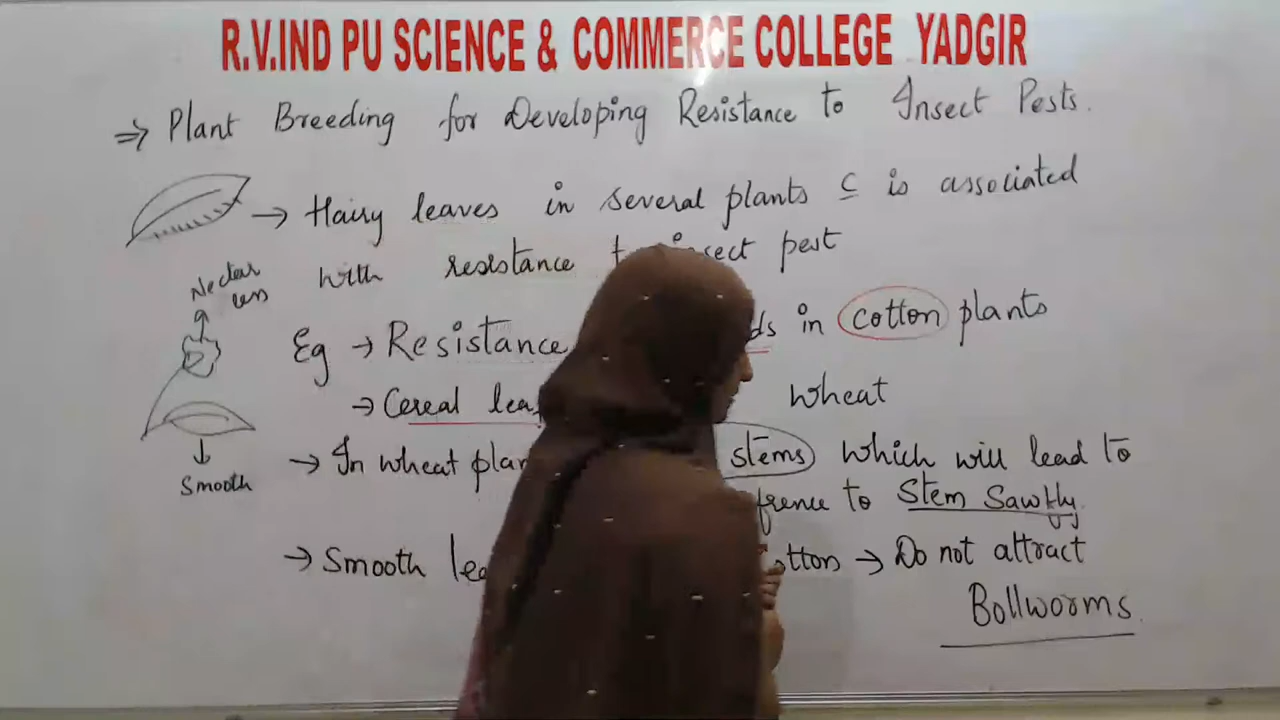 R.V.IND PU SCIENCE & COMMERCE COLLEGE YADGIR
⇒ Plant Breeding for Developing Resistance to Insect Pests.
→ Hairy leaves in several plants C is associated
with resistance pest
Nectar
less
Eg → Resistance in cotton plants
→ Cereal wheat
→ In wheat stems which will lead to
to Stem Sawfly
Smooth
→ Smooth → Do not attract
Bollworms.